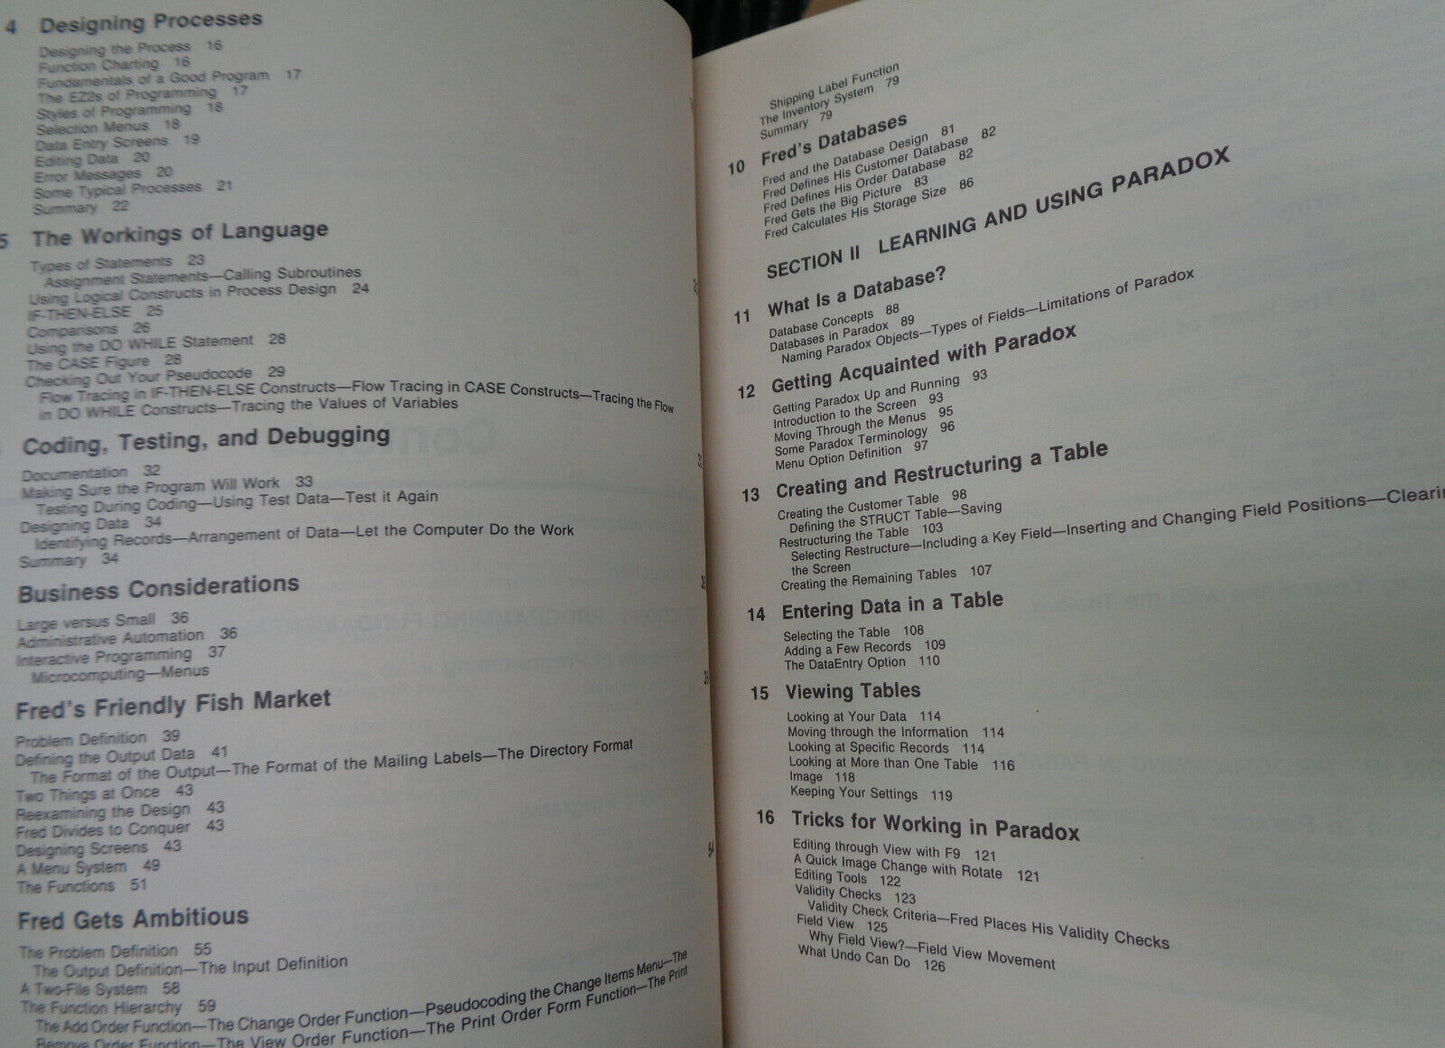 4 Designing Processes
Designing the Process 16
Function Charting 16
Fundamentals of a Good Program 17
The EZ2s of Programming 17
Styles of Programming 18
Selection Menus 18
Data Entry Screens 19
Editing Data 20
Error Messages 20
Some Typical Processes 21
Summary 22
5 The Workings of Language
Types of Statements 23
Assignment Statements—Calling Subroutines
Using Logical Constructs in Process Design 24
IF-THEN-ELSE 25
Comparisons 26
Using the DO WHILE Statement 28
The CASE Figure 28
Checking Out Your Pseudocode 29
Flow Tracing in IF-THEN-ELSE Constructs—Flow Tracing in CASE Constructs—Tracing the Flow
in DO WHILE Constructs—Tracing the Values of Variables
Coding, Testing, and Debugging
Documentation 32
Making Sure the Program Will Work 33
Testing During Coding—Using Test Data—Test it Again
Designing Data 34
Identifying Records—Arrangement of Data—Let the Computer Do the Work
Summary 34
Business Considerations
Large versus Small 36
Administrative Automation 36
Interactive Programming 37
Microcomputing—Menus
Fred's Friendly Fish Market
Problem Definition 39
Defining the Output Data 41
The Format of the Output—The Format of the Mailing Labels—The Directory Format
Two Things at Once 43
Reexamining the Design 43
Fred Divides to Conquer 43
Designing Screens 43
A Menu System 49
The Functions 51
Fred Gets Ambitious
The Problem Definition 55
The Output Definition—The Input Definition
A Two-File System 58
The Function Hierarchy 59
The Add Order Function—The Change Order Function—Pseudocoding the Change Items Menu—The
Remove Order Function—The View Order Function—The Print Order Form Function—The Print
Shipping Label Function
The Inventory System 79
Summary 79
10 Fred's Databases
Fred and the Database Design 81
Fred Defines His Customer Database 82
Fred Defines His Order Database 82
Fred Gets the Big Picture 83
Fred Calculates His Storage Size 86
SECTION II LEARNING AND USING PARADOX
11 What Is a Database?
Database Concepts 88
Databases in Paradox 89
Naming Paradox Objects—Types of Fields—Limitations of Paradox
12 Getting Acquainted with Paradox
Getting Paradox Up and Running 93
Introduction to the Screen 93
Moving Through the Menus 95
Some Paradox Terminology 96
Menu Option Definition 97
13 Creating and Restructuring a Table
Creating the Customer Table 98
Defining the STRUCT Table—Saving
Restructuring the Table 103
Selecting Restructure—Including a Key Field—Inserting and Changing Field Positions—Clearin
the Screen
Creating the Remaining Tables 107
14 Entering Data in a Table
Selecting the Table 108
Adding a Few Records 109
The DataEntry Option 110
15 Viewing Tables
Looking at Your Data 114
Moving through the Information 114
Looking at Specific Records 114
Looking at More than One Table 116
Image 118
Keeping Your Settings 119
16 Tricks for Working in Paradox
Editing through View with F9 121
A Quick Image Change with Rotate 121
Editing Tools 122
Validity Checks 123
Validity Check Criteria—Fred Places His Validity Checks
Field View 125
Why Field View?—Field View Movement
What Undo Can Do 126